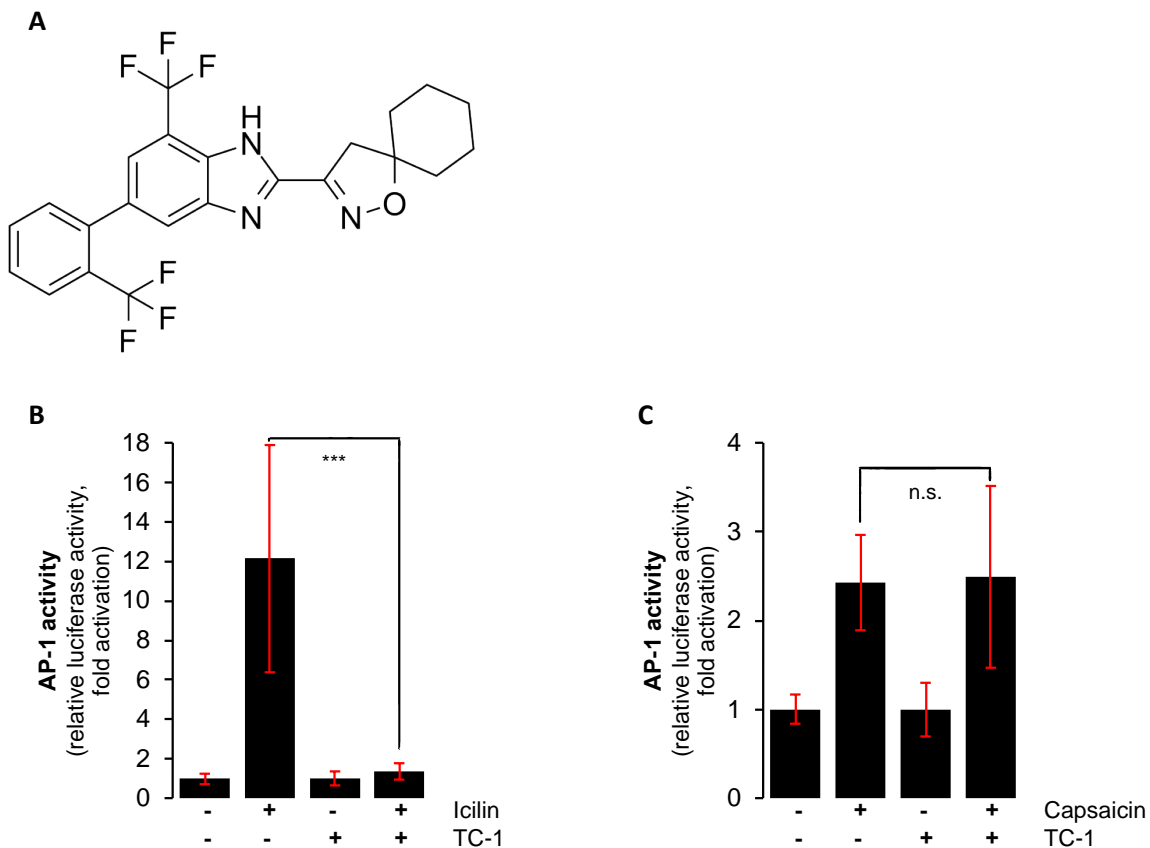 A
F
F F
H
N
N
N O
F
F
F
B
C
AP-1 activity
(relative luciferase activity,
fold activation)
18
16
14
12
10
8
6
4
2
0
***
- + - + Icilin
- - + + TC-1
AP-1 activity
(relative luciferase activity,
fold activation)
4
3
2
1
0
n.s.
- + - + Capsaicin
- - + + TC-1